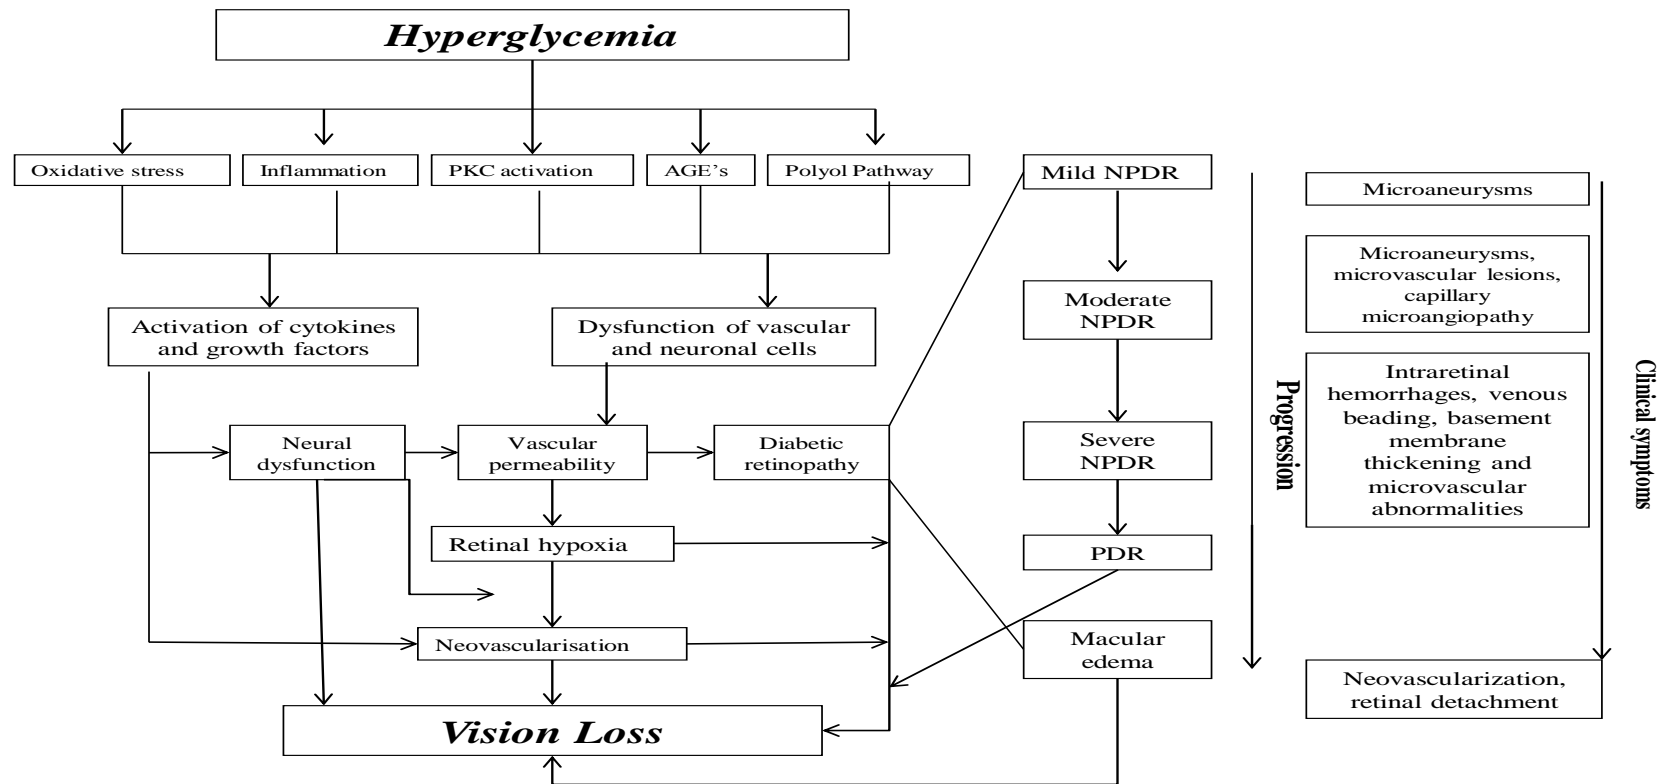 Hyperglycemia
Oxidative stress
Inflammation
PKC activation
AGE's
Polyol Pathway
Activation of cytokines
and growth factors
Dysfunction of vascular
and neuronal cells
Neural
dysfunction
Vascular
permeability
Diabetic
retinopathy
Retinal hypoxia
Neovascularisation
Vision Loss
Mild NPDR
Moderate
NPDR
Severe
NPDR
PDR
Macular
edema
Progression
Microaneurysms
Microaneurysms,
microvascular lesions,
capillary
microangiopathy
Intraretinal
hemorrhages, venous
beading, basement
membrane
thickening and
microvascular
abnormalities
Neovascularization,
retinal detachment
Clinical symptoms